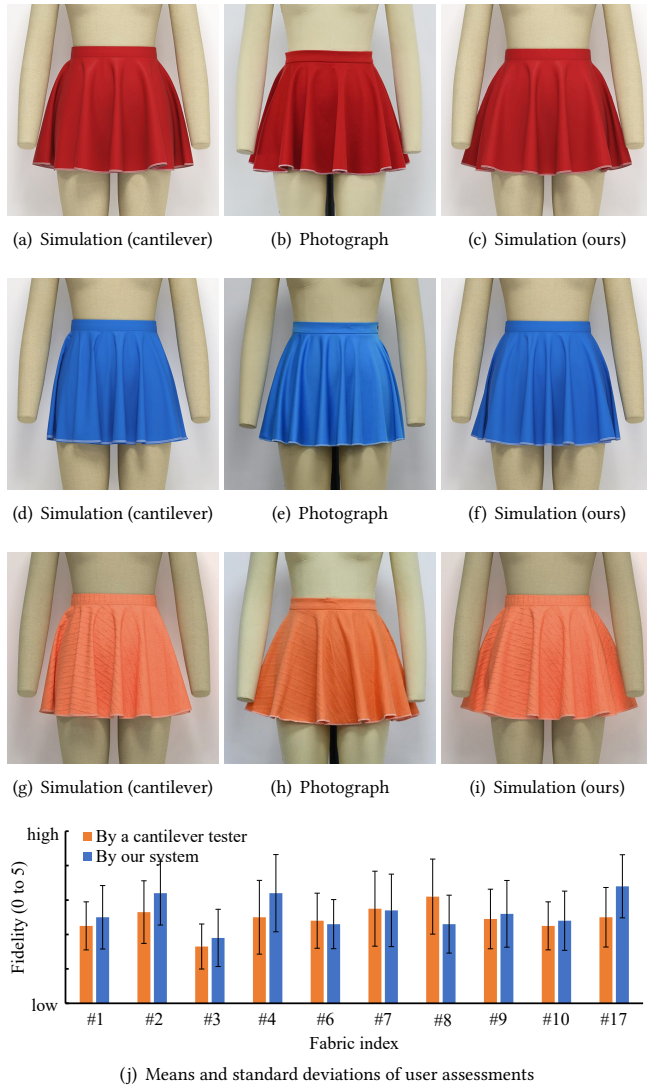 (a) Simulation (cantilever)
(b) Photograph
(c) Simulation (ours)
(d) Simulation (cantilever)
(e) Photograph
(f) Simulation (ours)
(g) Simulation (cantilever)
(h) Photograph
(i) Simulation (ours)
high
By a cantilever tester
By our system
Fidelity (0 to 5)
low
#1 #2 #3 #4 #6 #7 #8 #9 #10 #17
Fabric index
(j) Means and standard deviations of user assessments